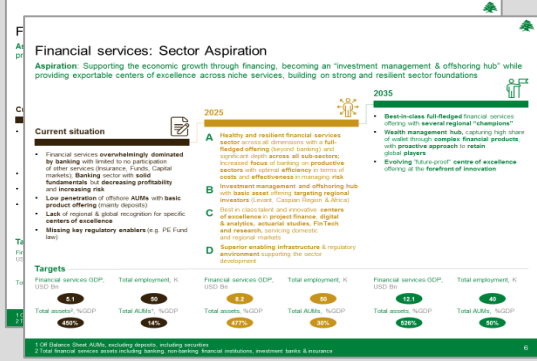 Financial services: Sector Aspiration
Aspiration: Supporting the economic growth through financing, becoming an "investment management & offshoring hub" while
providing exportable centers of excellence across niche services, building on strong and resilient sector foundations
Current situation
• Financial services overwhelmingly dominated
by banking with limited to no participation
of other services (Insurance, Funds, Capital
markets); Banking sector with solid
fundamentals but decreasing profitability
and increasing risk
• Low penetration of offshore AUMs with basic
product offering (mainly deposits)
• Lack of regional & global recognition for specific
centers of excellence
• Missing key regulatory enablers (e.g. PE Fund
law)
2025
A Healthy and resilient financial services
sector across all dimensions with a full-
fledged offering (beyond banking) and
significant depth across all sub-sectors;
Increased focus of banking on productive
sectors with optimal efficiency in terms of
costs and effectiveness in managing risk
B Investment management and offshoring hub
with basic asset offering targeting regional
investors (Levant, Caspian Region & Africa)
C Best in class talent and innovative centers
of excellence in project finance, digital
& analytics, actuarial studies, FinTech
and research, servicing domestic
and regional markets
D Superior enabling infrastructure & regulatory
environment supporting the sector
development
2035
• Best-in-class full-fledged financial services
offering with several regional "champions"
• Wealth management hub, capturing high share
of wallet through complex financial products,
with proactive approach to retain
global players
• Evolving "future-proof" centre of excellence
offering at the forefront of innovation
Targets
Financial services GDP,
USD Bn
Total employment, K
Financial services GDP,
USD Bn
Total employment, K
Financial services GDP,
USD Bn
Total employment, K
5.1
50
8.2
50
12.1
40
Total assets², %GDP
Total AUMs¹, %GDP
Total assets, %GDP
Total AUMs, %GDP
Total assets, %GDP
Total AUMs, %GDP
450%
14%
477%
30%
526%
50%
1 Off Balance Sheet AUMs, excluding deposits, including securities
2 Total financial services assets including banking, non-banking financial institutions, investment banks & insurance
6